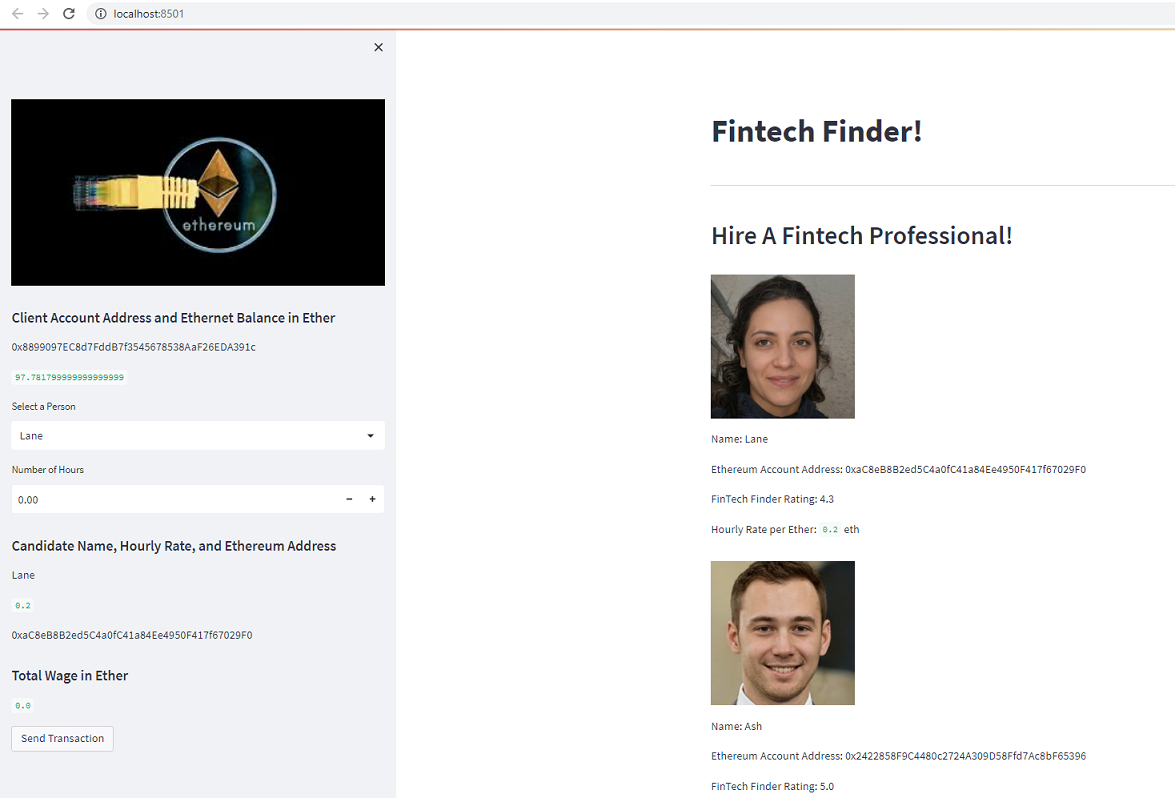 localhost:8501
ethereum
Client Account Address and Ethernet Balance in Ether
0x8899097EC8d7FddB7f3545678538AaF26EDA391c
97.781799999999999999
Select a Person
Lane
Number of Hours
0.00
Candidate Name, Hourly Rate, and Ethereum Address
Lane
0.2
0xaC8eB8B2ed5C4a0fC41a84Ee4950F417f67029F0
Total Wage in Ether
0.0
Send Transaction
Fintech Finder!
Hire A Fintech Professional!
Name: Lane
Ethereum Account Address: 0xaC8eB8B2ed5C4a0fC41a84Ee4950F417f67029F0
FinTech Finder Rating: 4.3
Hourly Rate per Ether: 0.2 eth
Name: Ash
Ethereum Account Address: 0x2422858F9C4480c2724A309D58Ffd7Ac8bF65396
FinTech Finder Rating: 5.0